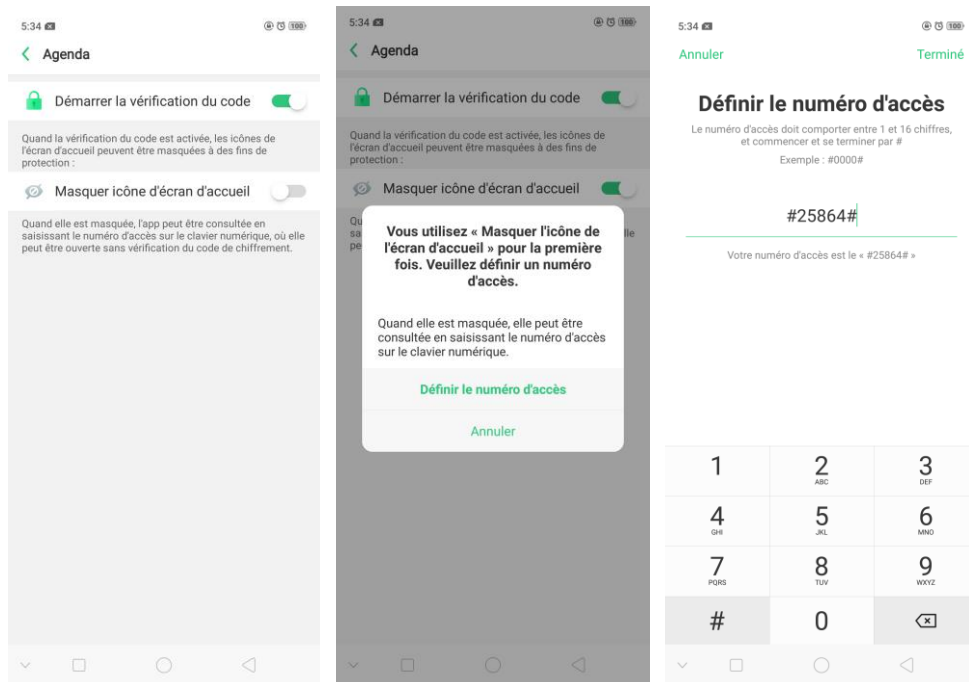 5:34
100
Agenda
Démarrer la vérification du code
Quand la vérification du code est activée, les icônes de
l'écran d'accueil peuvent être masquées à des fins de
protection :
Masquer icône d'écran d'accueil
Quand elle est masquée, l'app peut être consultée en
saisissant le numéro d'accès sur le clavier numérique, où elle
peut être ouverte sans vérification du code de chiffrement.
5:34
100
Agenda
Démarrer la vérification du code
Quand la vérification du code est activée, les icônes de
l'écran d'accueil peuvent être masquées à des fins de
protection :
Masquer icône d'écran d'accueil
Vous utilisez « Masquer l'icône de
l'écran d'accueil » pour la première
fois. Veuillez définir un numéro
d'accès.
Quand elle est masquée, elle peut être
consultée en saisissant le numéro d'accès
sur le clavier numérique.
Définir le numéro d'accès
Annuler
5:34
100
Annuler Terminé
Définir le numéro d'accès
Le numéro d'accès doit comporter entre 1 et 16 chiffres,
et commencer et se terminer par #
Exemple : #0000#
#25864#
Votre numéro d'accès est le « #25864# »
1 2 3
ABC DEF
4 5 6
GHI JKL MNO
7 8 9
PQRS TUV WXYZ
# 0